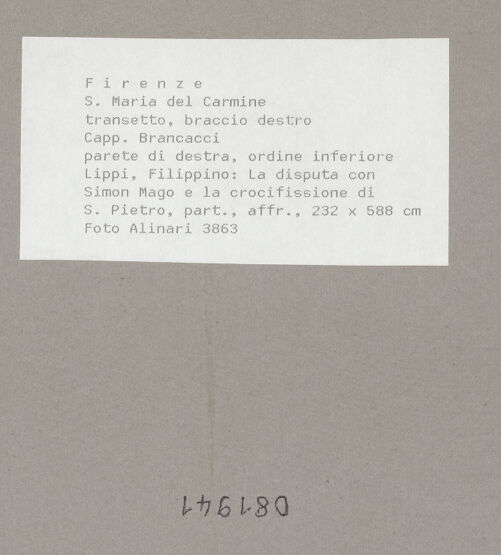 F i r e n z e
S. Maria del Carmine
transetto, braccio destro
Capp. Brancacci
parete di destra, ordine inferiore
Lippi, Filippino: La disputa con
Simon Mago e la crocifissione di
S. Pietro, part., affr., 232 x 588 cm
Foto Alinari 3863
081941